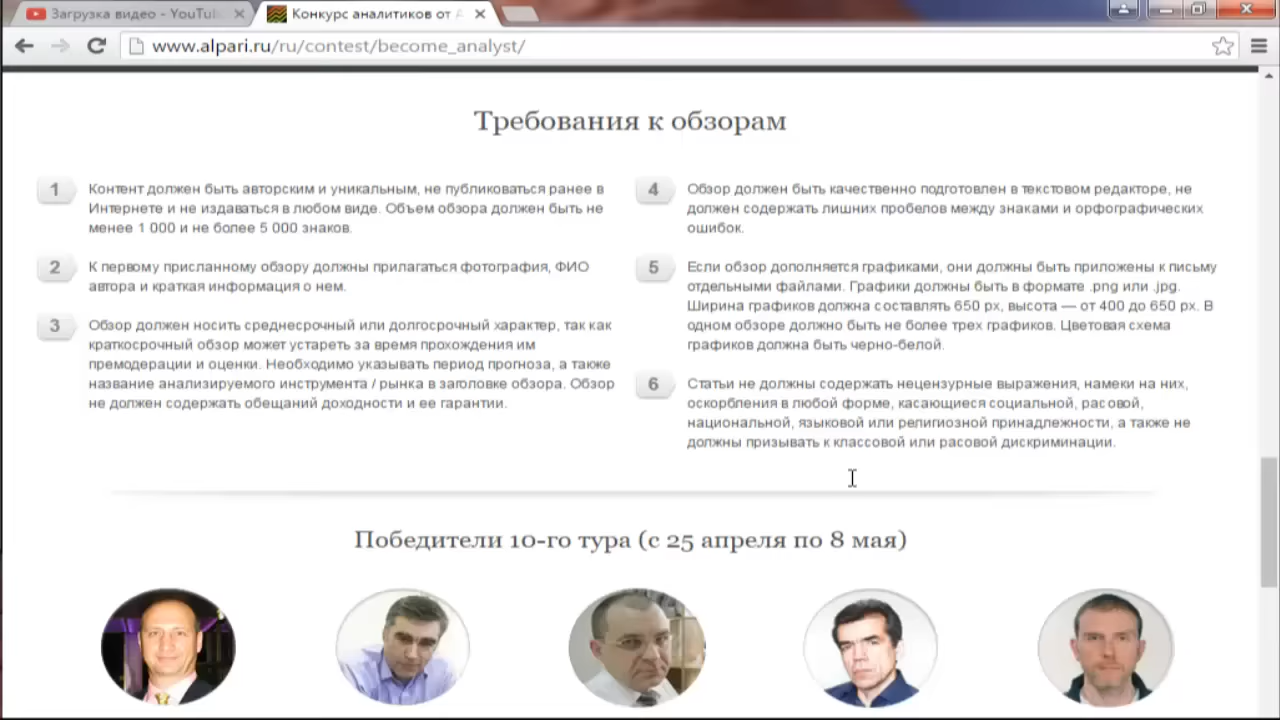 Загрузка видео - YouTu
Конкурс аналитиков от А
www.alpari.ru/ru/contest/become_analyst/
Требования к обзорам
1 Контент должен быть авторским и уникальным, не публиковаться ранее в
Интернете и не издаваться в любом виде. Объем обзора должен быть не
менее 1 000 и не более 5 000 знаков.
2 К первому присланному обзору должны прилагаться фотография, ФИО
автора и краткая информация о нем.
3 Обзор должен носить среднесрочный или долгосрочный характер, так как
краткосрочный обзор может устареть за время прохождения им
премодерации и оценки. Необходимо указывать период прогноза, а также
название анализируемого инструмента / рынка в заголовке обзора. Обзор
не должен содержать обещаний доходности и ее гарантии.
4 Обзор должен быть качественно подготовлен в текстовом редакторе, не
должен содержать лишних пробелов между знаками и орфографических
ошибок.
5 Если обзор дополняется графиками, они должны быть приложены к письму
отдельными файлами. Графики должны быть в формате .png или .jpg.
Ширина графиков должна составлять 650 px, высота — от 400 до 650 px. В
одном обзоре должно быть не более трех графиков. Цветовая схема
графиков должна быть черно-белой.
6 Статьи не должны содержать нецензурные выражения, намеки на них,
оскорбления в любой форме, касающиеся социальной, расовой,
национальной, языковой или религиозной принадлежности, а также не
должны призывать к классовой или расовой дискриминации.
Победители 10-го тура (с 25 апреля по 8 мая)